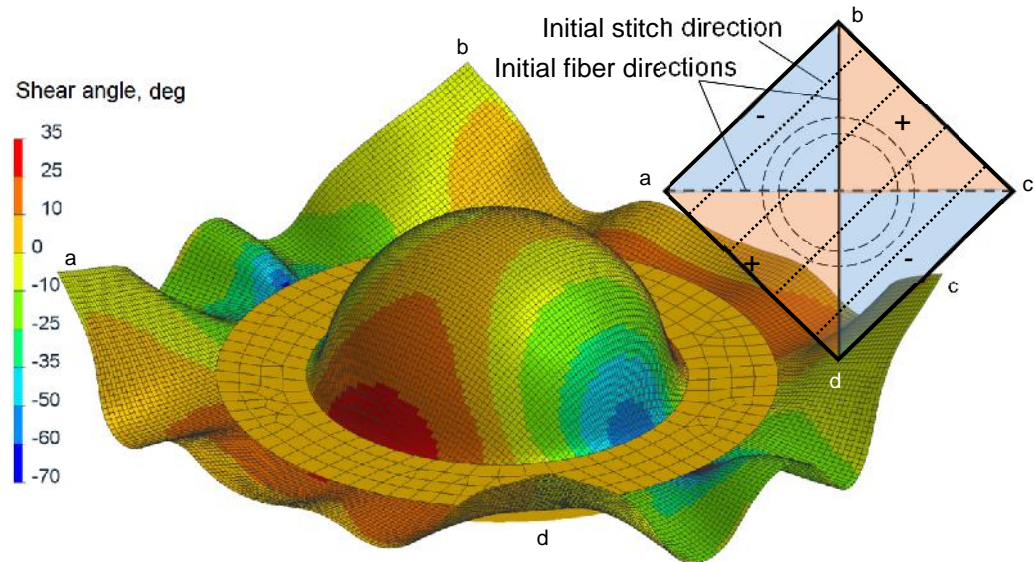 b
Initial stitch direction
b
Initial fiber directions
Shear angle, deg
35
25
10
0
-10
-25
-35
-50
-60
-70
-
+
a
c
a
+
-
c
d
d